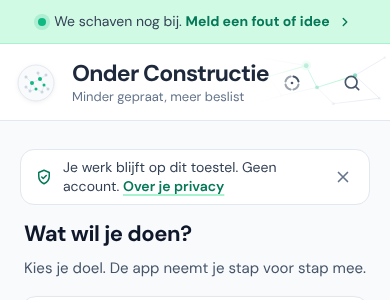 We schaven nog bij. Meld een fout of idee
Onder Constructie
Minder gepraat, meer beslist
Je werk blijft op dit toestel. Geen
account. Over je privacy
Wat wil je doen?
Kies je doel. De app neemt je stap voor stap mee.